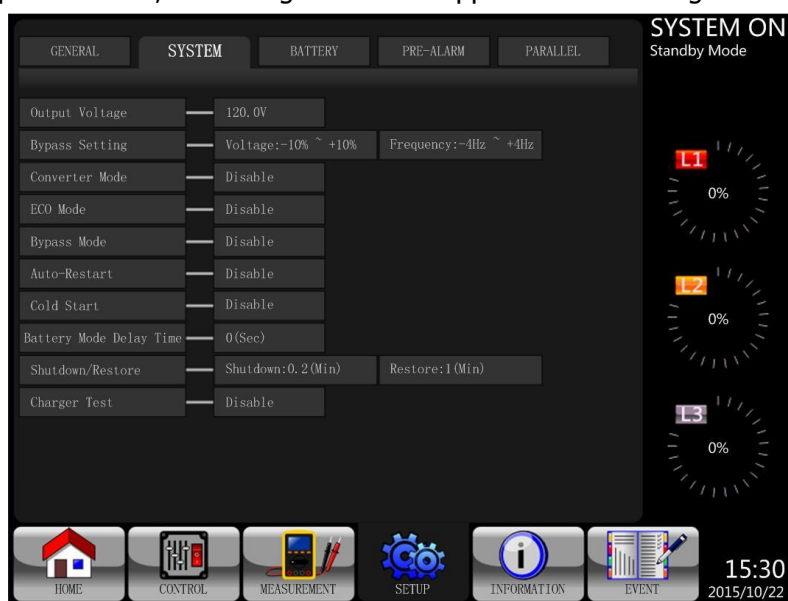 SYSTEM ON
Standby Mode
GENERAL SYSTEM BATTERY PRE-ALARM PARALLEL
Output Voltage 120.0V
Bypass Setting Voltage:-10% ~ +10% Frequency:-4Hz ~ +4Hz
Converter Mode Disable
ECO Mode Disable
Bypass Mode Disable
Auto-Restart Disable
Cold Start Disable
Battery Mode Delay Time 0(Sec)
Shutdown/Restore Shutdown:0.2(Min) Restore:1(Min)
Charger Test Disable
L1
0%
L2
0%
L3
0%
HOME CONTROL MEASUREMENT SETUP INFORMATION EVENT
15:30
2015/10/22